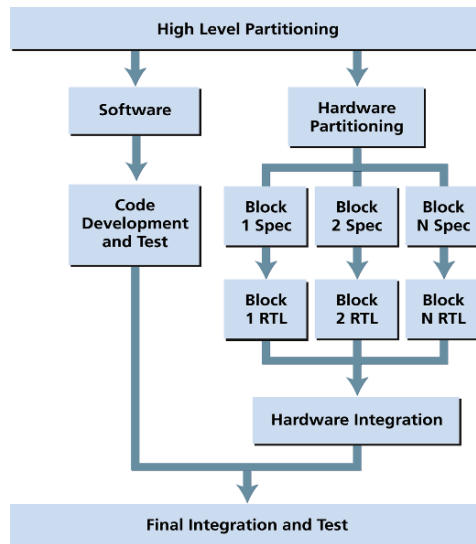 High Level Partitioning
Software
Hardware
Partitioning
Code
Development
and Test
Block
1 Spec
Block
2 Spec
Block
N Spec
Block
1 RTL
Block
2 RTL
Block
N RTL
Hardware Integration
Final Integration and Test